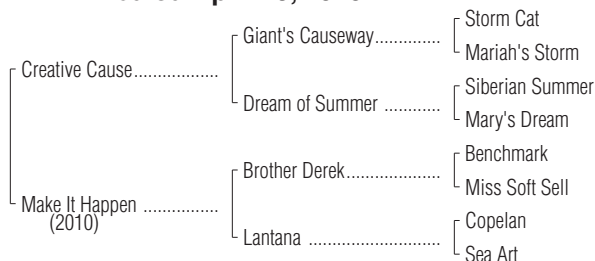 Storm Cat
Giant's Causeway..............
Mariah's Storm
Creative Cause..................
Siberian Summer
Dream of Summer ............
Mary's Dream
Benchmark
Brother Derek....................
Miss Soft Sell
Make It Happen ................
(2010)
Copelan
Lantana ............................
Sea Art